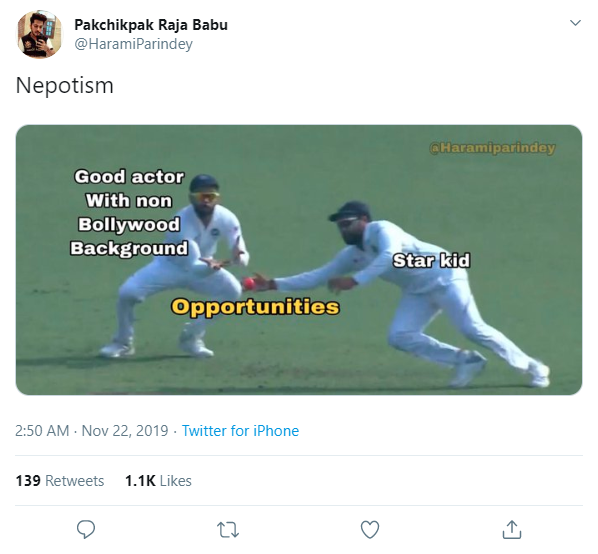 Pakchikpak Raja Babu
@HaramiParindey
Nepotism
@Haramiparindey
Good actor
With non
Bollywood
Background
Star kid
Opportunities
2:50 AM · Nov 22, 2019 · Twitter for iPhone
139 Retweets 1.1K Likes